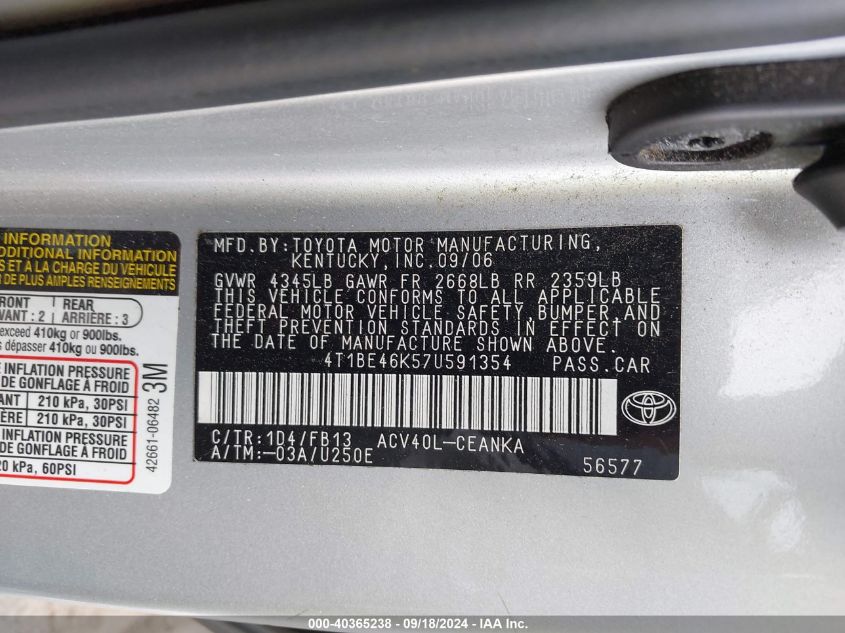 INFORMATION
ADDITIONAL INFORMATION
ET À LA CHARGE DU VÉHICULE
DE PLUS AMPLES RENSEIGNEMENTS
FRONT REAR
AVANT : 2 ARRIÈRE : 3
exceed 410kg or 900lbs.
dépasser 410kg ou 900lbs.
INFLATION PRESSURE
DE GONFLAGE À FROID
210 kPa, 30PSI
210 kPa, 30PSI
INFLATION PRESSURE
DE GONFLAGE À FROID
kPa, 60PSI
42661-06482 3M
MFD.BY:TOYOTA MOTOR MANUFACTURING,
KENTUCKY,INC.09/06
GVWR 4345LB GAWR FR 2668LB RR 2359LB
THIS VEHICLE CONFORMS TO ALL APPLICABLE
FEDERAL MOTOR VEHICLE SAFETY,BUMPER,AND
THEFT PREVENTION STANDARDS IN EFFECT ON
THE DATE OF MANUFACTURE SHOWN ABOVE.
4T1BE46K57U591354 PASS.CAR
C/TR:1D4/FB13 ACV40L-CEANKA
A/TM:-03A/U250E
56577
000-40365238 - 09/18/2024 - IAA Inc.